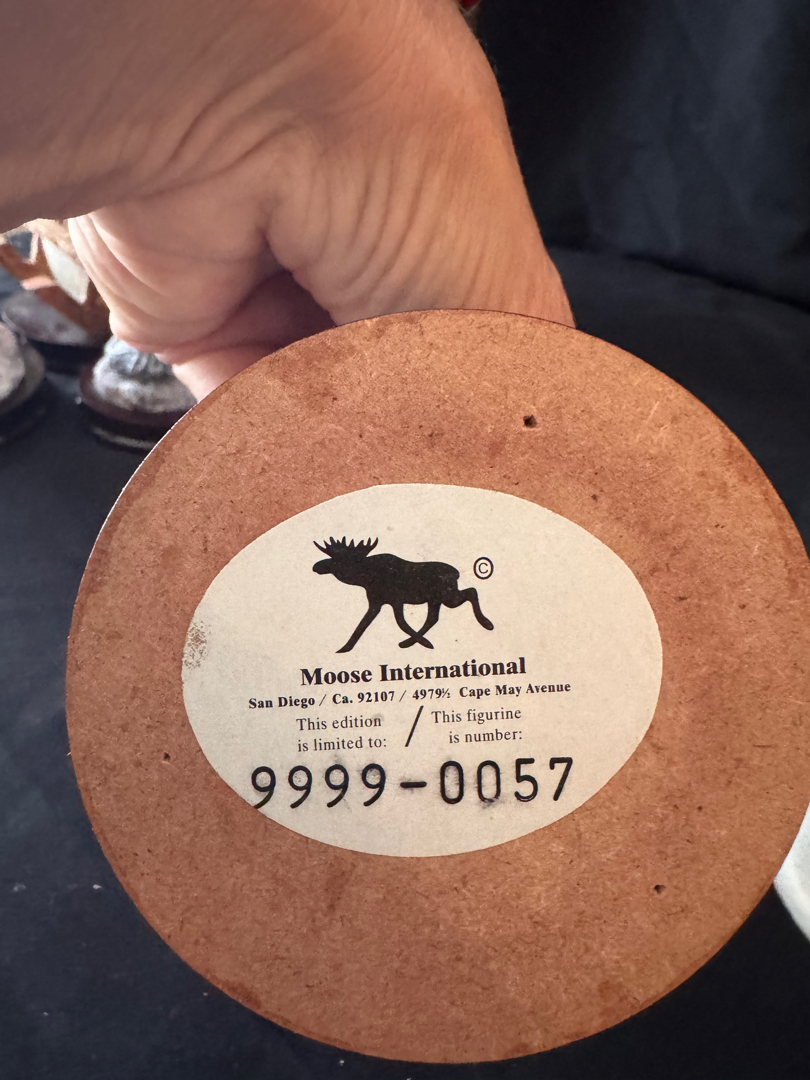 ©
Moose International
San Diego / Ca. 92107 / 4979½ Cape May Avenue
This edition / This figurine
is limited to: is number:
9999-0057